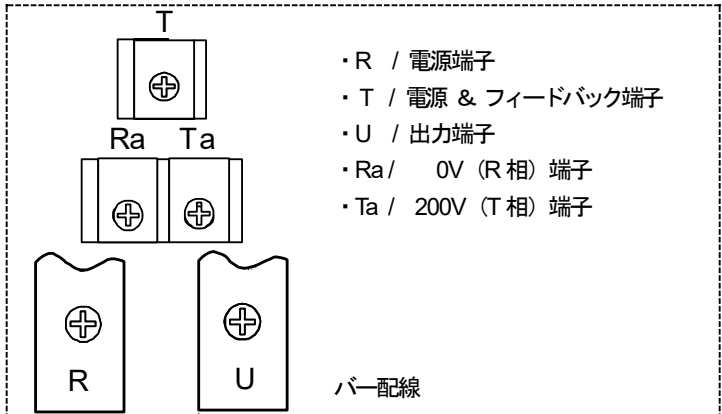 T
Ra Ta
R
U
・R / 電源端子
・T / 電源 & フィードバック端子
・U / 出力端子
・Ra / 0V (R 相) 端子
・Ta / 200V (T 相) 端子
バー配線